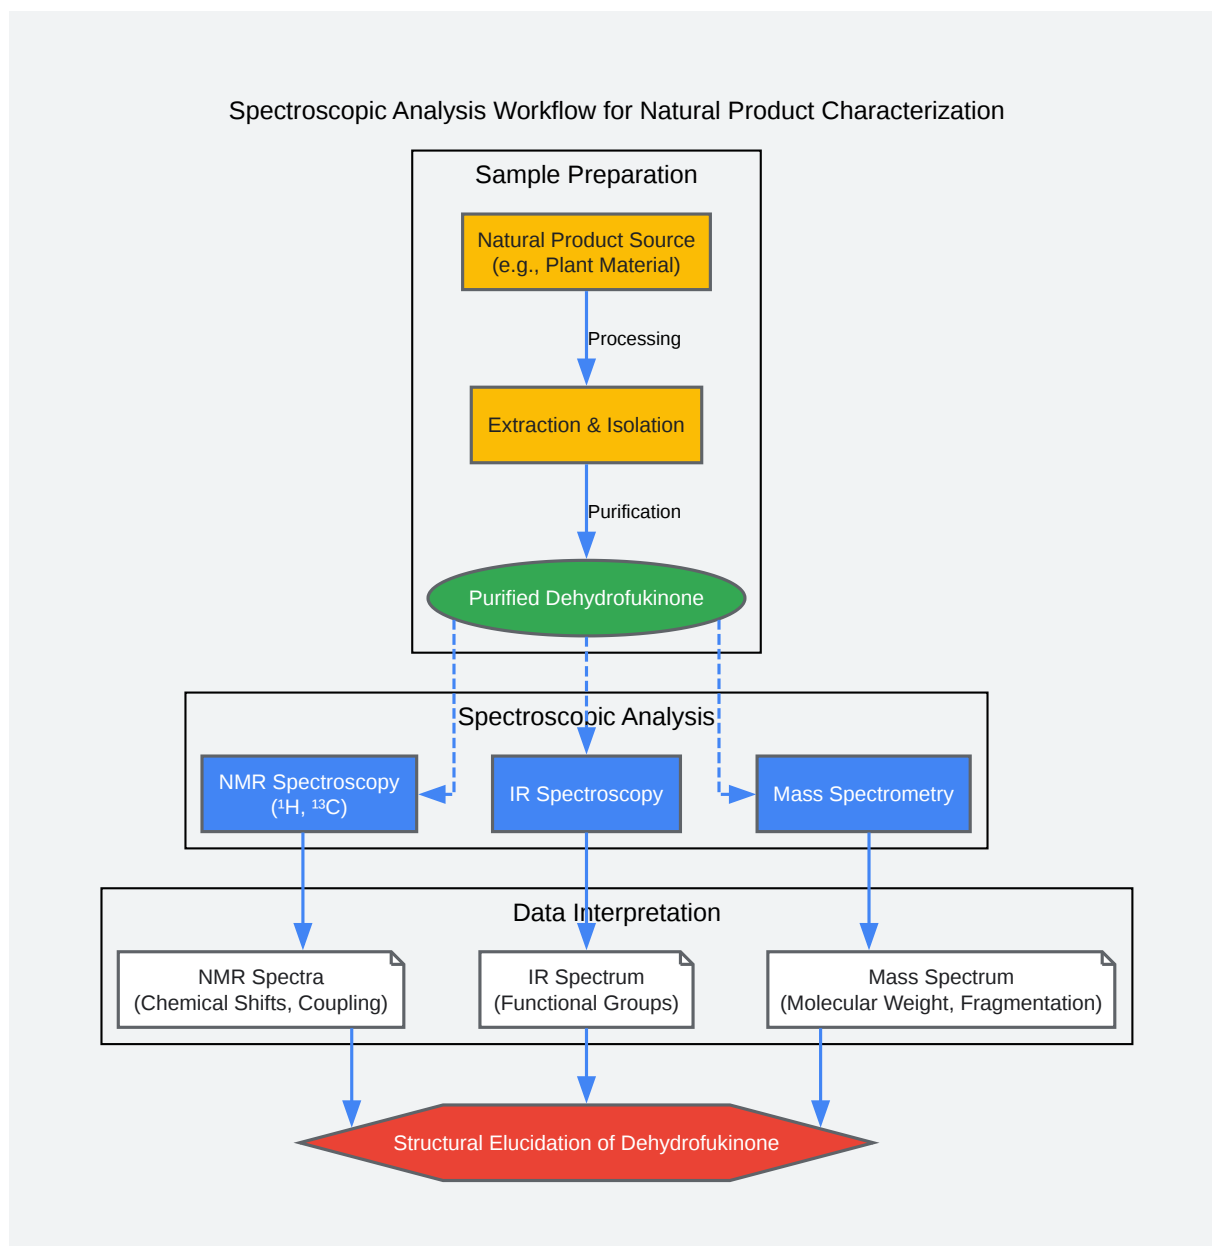 Spectroscopic Analysis Workflow for Natural Product Characterization
Sample Preparation
Natural Product Source
(e.g., Plant Material)
Processing
Extraction & Isolation
Purification
Purified Dehydrofukinone
Spectroscopic Analysis
NMR Spectroscopy
(¹H, ¹³C)
IR Spectroscopy
Mass Spectrometry
Data Interpretation
NMR Spectra
(Chemical Shifts, Coupling)
IR Spectrum
(Functional Groups)
Mass Spectrum
(Molecular Weight, Fragmentation)
Structural Elucidation of Dehydrofukinone